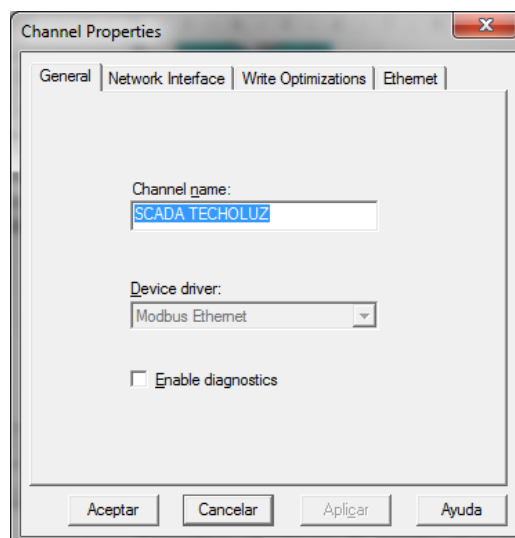 Channel Properties
General Network Interface Write Optimizations Ethernet
Channel name:
SCADA TECHOLUZ
Device driver:
Modbus Ethernet
Enable diagnostics
Aceptar Cancelar Aplicar Ayuda